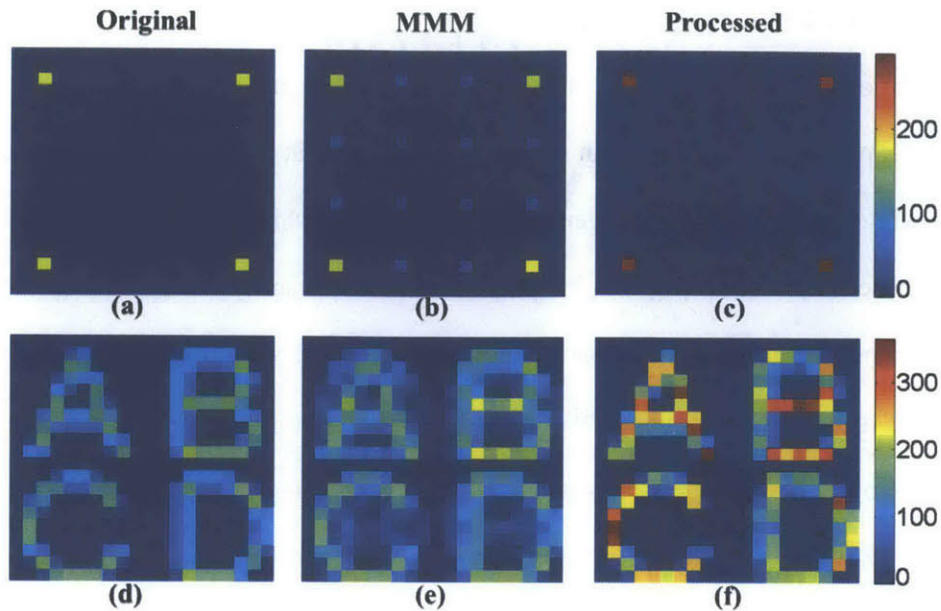 Original MMM Processed
200
100
0
(a) (b) (c)
A B A B A B
300
200
C D C D C D
100
0
(d) (e) (f)